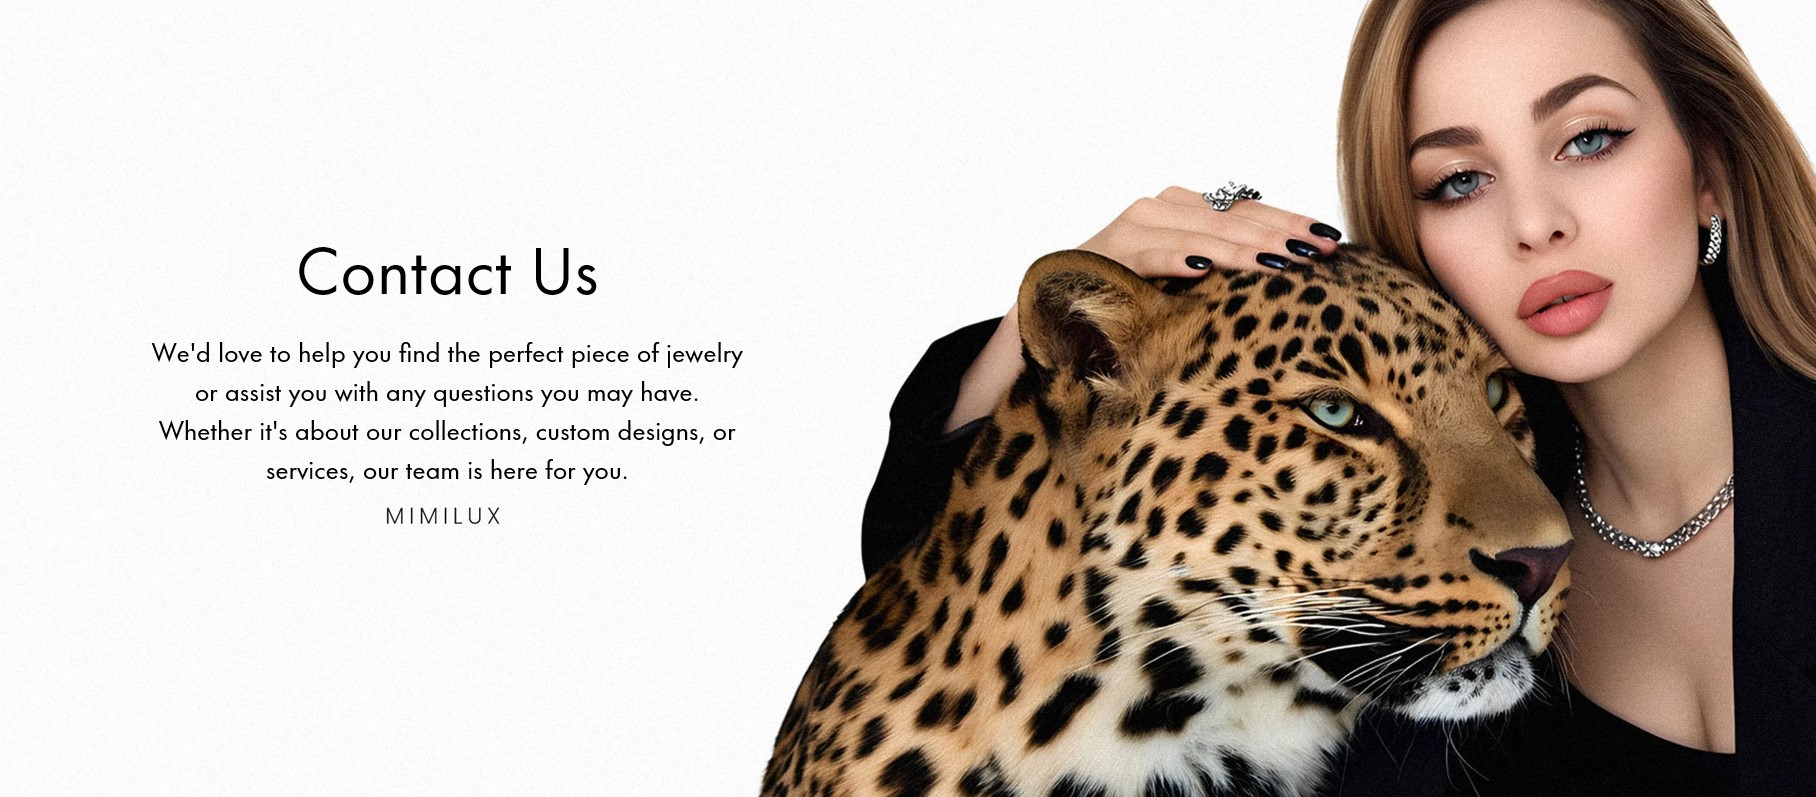 Contact Us
We'd love to help you find the perfect piece of jewelry
or assist you with any questions you may have.
Whether it's about our collections, custom designs, or
services, our team is here for you.
MIMILUX